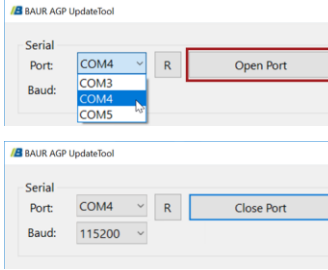 BAUR AGP UpdateTool
Serial
Port: COM4 R Open Port
COM3
Baud: COM4
COM5
BAUR AGP UpdateTool
Serial
Port: COM4 R Close Port
Baud: 115200